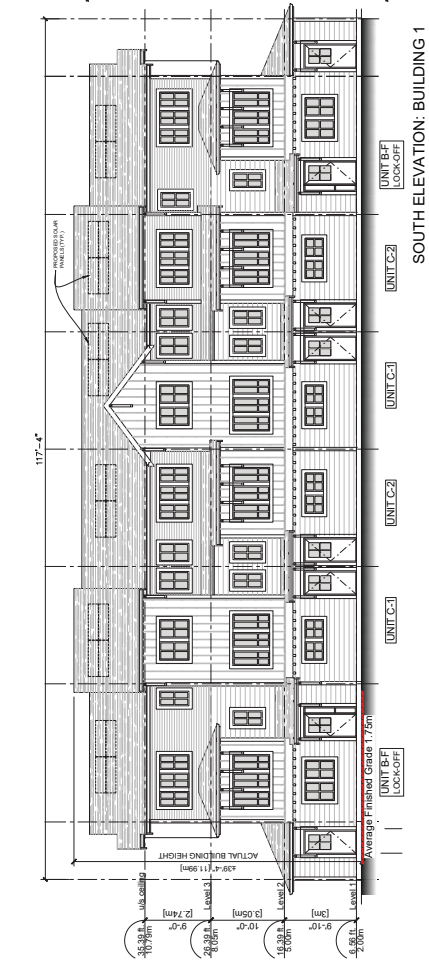 117'-4"
PROPOSED SOLAR
PANELS (TYP.)
ACTUAL BUILDING HEIGHT
±39'-4" [11.99m]
35.39 ft.
10.79m
u/s ceiling
9'-0"
[2.74m]
26.39 ft.
8.05m
Level 3
10'-0"
[3.05m]
16.39 ft.
5.00m
Level 2
9'-10"
[3m]
6.56 ft.
2.00m
Level 1
Average Finished Grade 1.75m
UNIT B-F
LOCK-OFF
UNIT C-1
UNIT C-2
UNIT C-1
UNIT C-2
UNIT B-F
LOCK-OFF
SOUTH ELEVATION: BUILDING 1